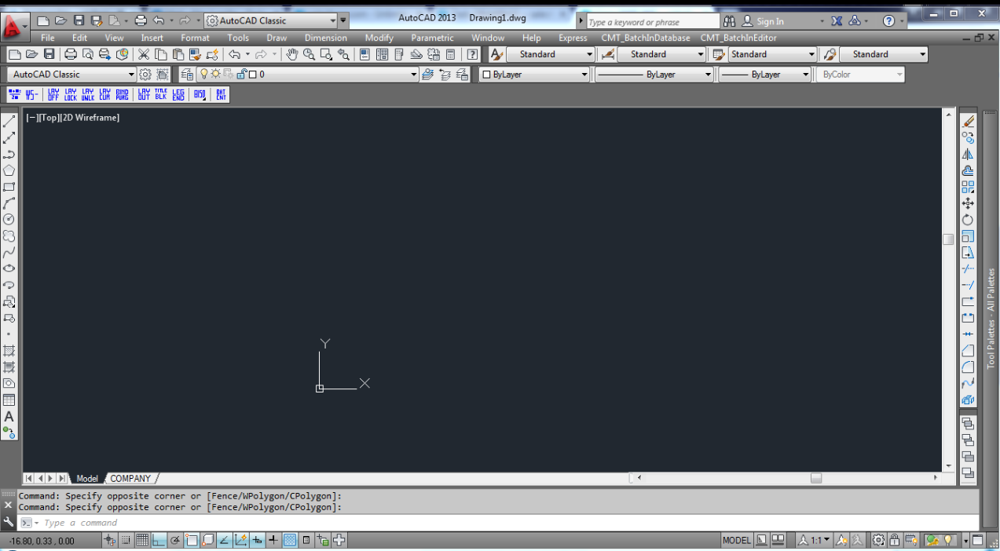 AutoCAD Classic AutoCAD 2013 Drawing1.dwg Type a keyword or phrase Sign In
File Edit View Insert Format Tools Draw Dimension Modify Parametric Window Help Express CMT_BatchInDatabase CMT_BatchInEditor
Standard Standard Standard Standard
AutoCAD Classic 0 ByLayer ByLayer ByLayer ByColor
WS- LAY OFF LAY LOCK LAY UNLK LAY CUR BIND PURG LAY OUT TITLE BLK LEG END
[−][Top][2D Wireframe]
Y
X
Tool Palettes - All Palettes
A
Model COMPANY
Command: Specify opposite corner or [Fence/WPolygon/CPolygon]:
Command: Specify opposite corner or [Fence/WPolygon/CPolygon]:
Type a command
-16.80, 0.33 , 0.00 MODEL 1:1